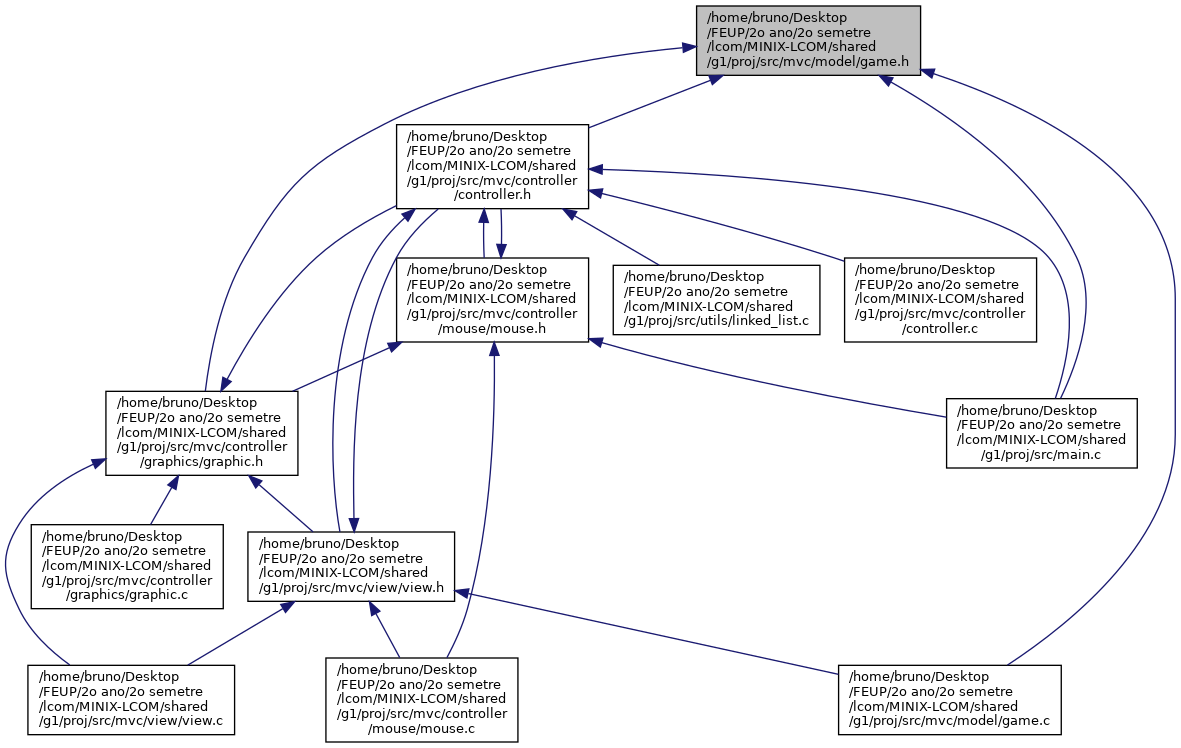 /home/bruno/Desktop
/FEUP/2o ano/2o semetre
/lcom/MINIX-LCOM/shared
/g1/proj/src/mvc/model/game.h
/home/bruno/Desktop
/FEUP/2o ano/2o semetre
/lcom/MINIX-LCOM/shared
/g1/proj/src/mvc/controller
/controller.h
/home/bruno/Desktop
/FEUP/2o ano/2o semetre
/lcom/MINIX-LCOM/shared
/g1/proj/src/mvc/controller
/mouse/mouse.h
/home/bruno/Desktop
/FEUP/2o ano/2o semetre
/lcom/MINIX-LCOM/shared
/g1/proj/src/utils/linked_list.c
/home/bruno/Desktop
/FEUP/2o ano/2o semetre
/lcom/MINIX-LCOM/shared
/g1/proj/src/mvc/controller
/controller.c
/home/bruno/Desktop
/FEUP/2o ano/2o semetre
/lcom/MINIX-LCOM/shared
/g1/proj/src/mvc/controller
/graphics/graphic.h
/home/bruno/Desktop
/FEUP/2o ano/2o semetre
/lcom/MINIX-LCOM/shared
/g1/proj/src/main.c
/home/bruno/Desktop
/FEUP/2o ano/2o semetre
/lcom/MINIX-LCOM/shared
/g1/proj/src/mvc/controller
/graphics/graphic.c
/home/bruno/Desktop
/FEUP/2o ano/2o semetre
/lcom/MINIX-LCOM/shared
/g1/proj/src/mvc/view/view.h
/home/bruno/Desktop
/FEUP/2o ano/2o semetre
/lcom/MINIX-LCOM/shared
/g1/proj/src/mvc/view/view.c
/home/bruno/Desktop
/FEUP/2o ano/2o semetre
/lcom/MINIX-LCOM/shared
/g1/proj/src/mvc/controller
/mouse/mouse.c
/home/bruno/Desktop
/FEUP/2o ano/2o semetre
/lcom/MINIX-LCOM/shared
/g1/proj/src/mvc/model/game.c